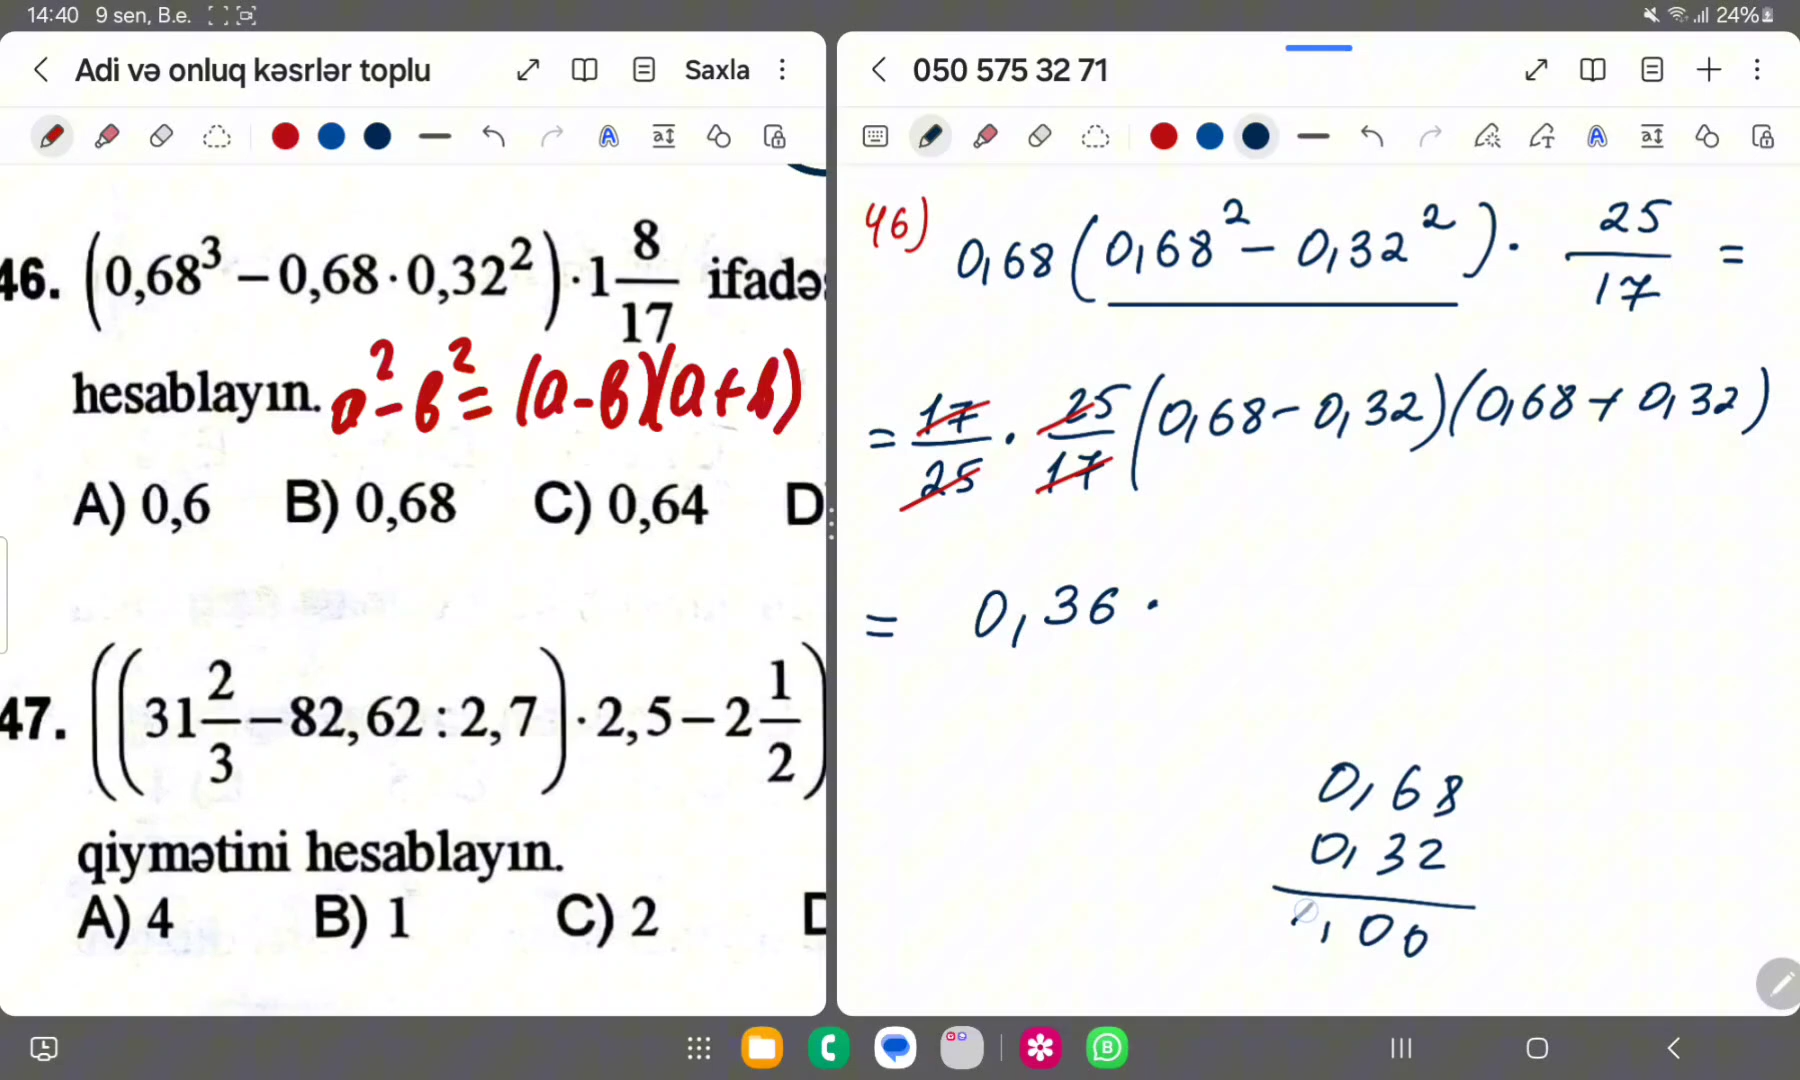 14:40 9 sen, B.e. 24%
Adi və onluq kəsrlər toplu Saxla
46. (0,68³ – 0,68 · 0,32²) · 1 8/17 ifadə
hesablayın. a² - b² = (a-b)(a+b)
A) 0,6 B) 0,68 C) 0,64 D
47. ((31 2/3 – 82,62 : 2,7) · 2,5 – 2 1/2)
qiymətini hesablayın.
A) 4 B) 1 C) 2
050 575 32 71
46) 0,68 (0,68² - 0,32²) · 25/17 =
= 17/25 · 25/17 (0,68 - 0,32)(0,68 + 0,32)
= 0,36 ·
0,68
0,32
,00